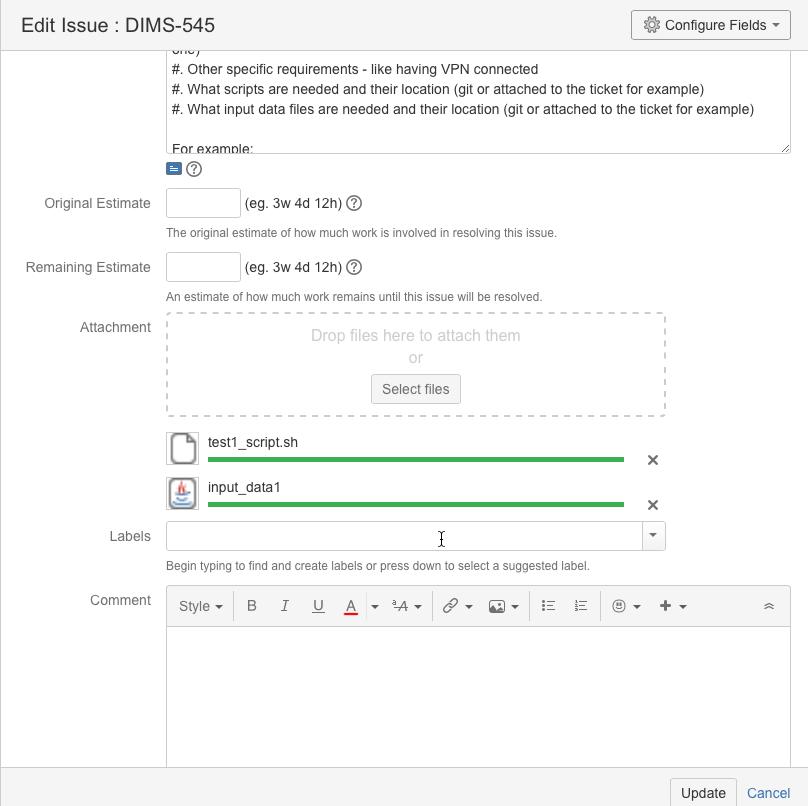 Edit Issue : DIMS-545
Configure Fields
one)
#. Other specific requirements - like having VPN connected
#. What scripts are needed and their location (git or attached to the ticket for example)
#. What input data files are needed and their location (git or attached to the ticket for example)
For example:
Original Estimate
(eg. 3w 4d 12h) ?
The original estimate of how much work is involved in resolving this issue.
Remaining Estimate
(eg. 3w 4d 12h) ?
An estimate of how much work remains until this issue will be resolved.
Attachment
Drop files here to attach them
or
Select files
test1_script.sh
input_data1
Labels
Begin typing to find and create labels or press down to select a suggested label.
Comment
Style B I U A ªA
Update Cancel